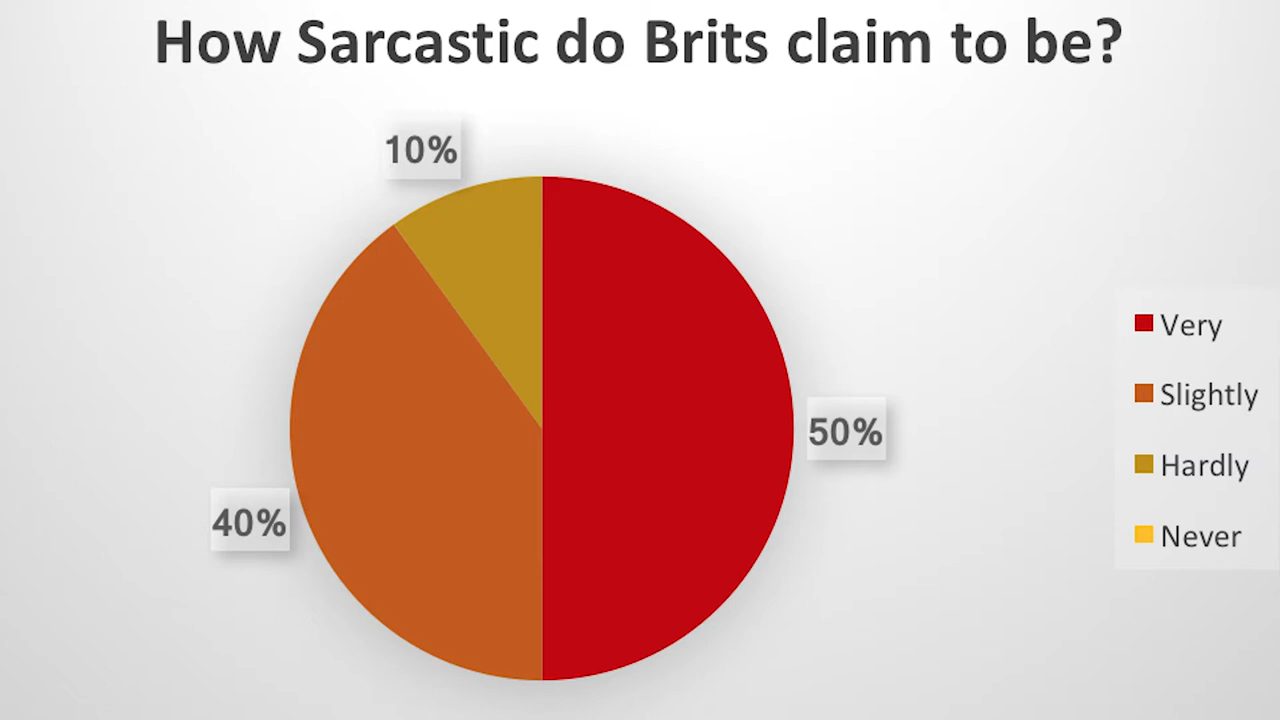 How Sarcastic do Brits claim to be?
10%
50%
40%
Very
Slightly
Hardly
Never